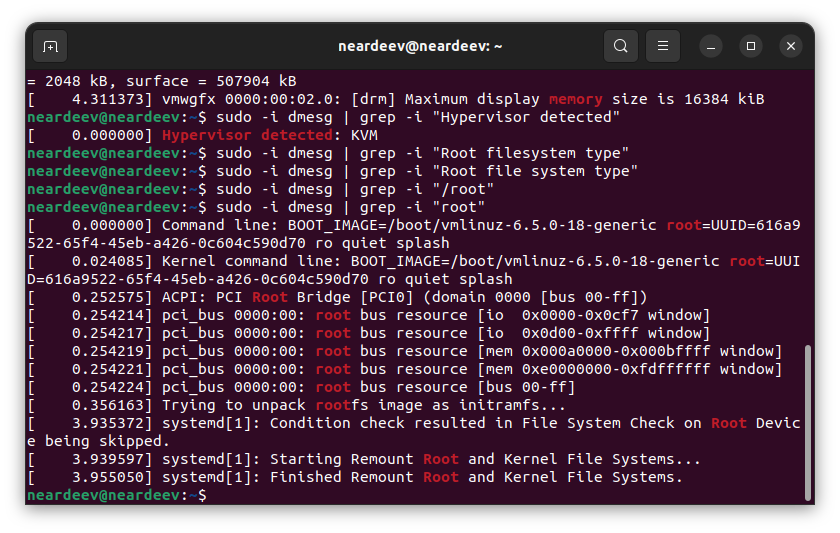 neardeev@neardeev: ~
= 2048 kB, surface = 507904 kB
[    4.311373] vmwgfx 0000:00:02.0: [drm] Maximum display memory size is 16384 kiB
neardeev@neardeev:~$ sudo -i dmesg | grep -i "Hypervisor detected"
[    0.000000] Hypervisor detected: KVM
neardeev@neardeev:~$ sudo -i dmesg | grep -i "Root filesystem type"
neardeev@neardeev:~$ sudo -i dmesg | grep -i "Root file system type"
neardeev@neardeev:~$ sudo -i dmesg | grep -i "/root"
neardeev@neardeev:~$ sudo -i dmesg | grep -i "root"
[    0.000000] Command line: BOOT_IMAGE=/boot/vmlinuz-6.5.0-18-generic root=UUID=616a9
522-65f4-45eb-a426-0c604c590d70 ro quiet splash
[    0.024085] Kernel command line: BOOT_IMAGE=/boot/vmlinuz-6.5.0-18-generic root=UUI
D=616a9522-65f4-45eb-a426-0c604c590d70 ro quiet splash
[    0.252575] ACPI: PCI Root Bridge [PCI0] (domain 0000 [bus 00-ff])
[    0.254214] pci_bus 0000:00: root bus resource [io  0x0000-0x0cf7 window]
[    0.254217] pci_bus 0000:00: root bus resource [io  0x0d00-0xffff window]
[    0.254219] pci_bus 0000:00: root bus resource [mem 0x000a0000-0x000bffff window]
[    0.254221] pci_bus 0000:00: root bus resource [mem 0xe0000000-0xfdffffff window]
[    0.254224] pci_bus 0000:00: root bus resource [bus 00-ff]
[    0.356163] Trying to unpack rootfs image as initramfs...
[    3.935372] systemd[1]: Condition check resulted in File System Check on Root Devic
e being skipped.
[    3.939597] systemd[1]: Starting Remount Root and Kernel File Systems...
[    3.955050] systemd[1]: Finished Remount Root and Kernel File Systems.
neardeev@neardeev:~$